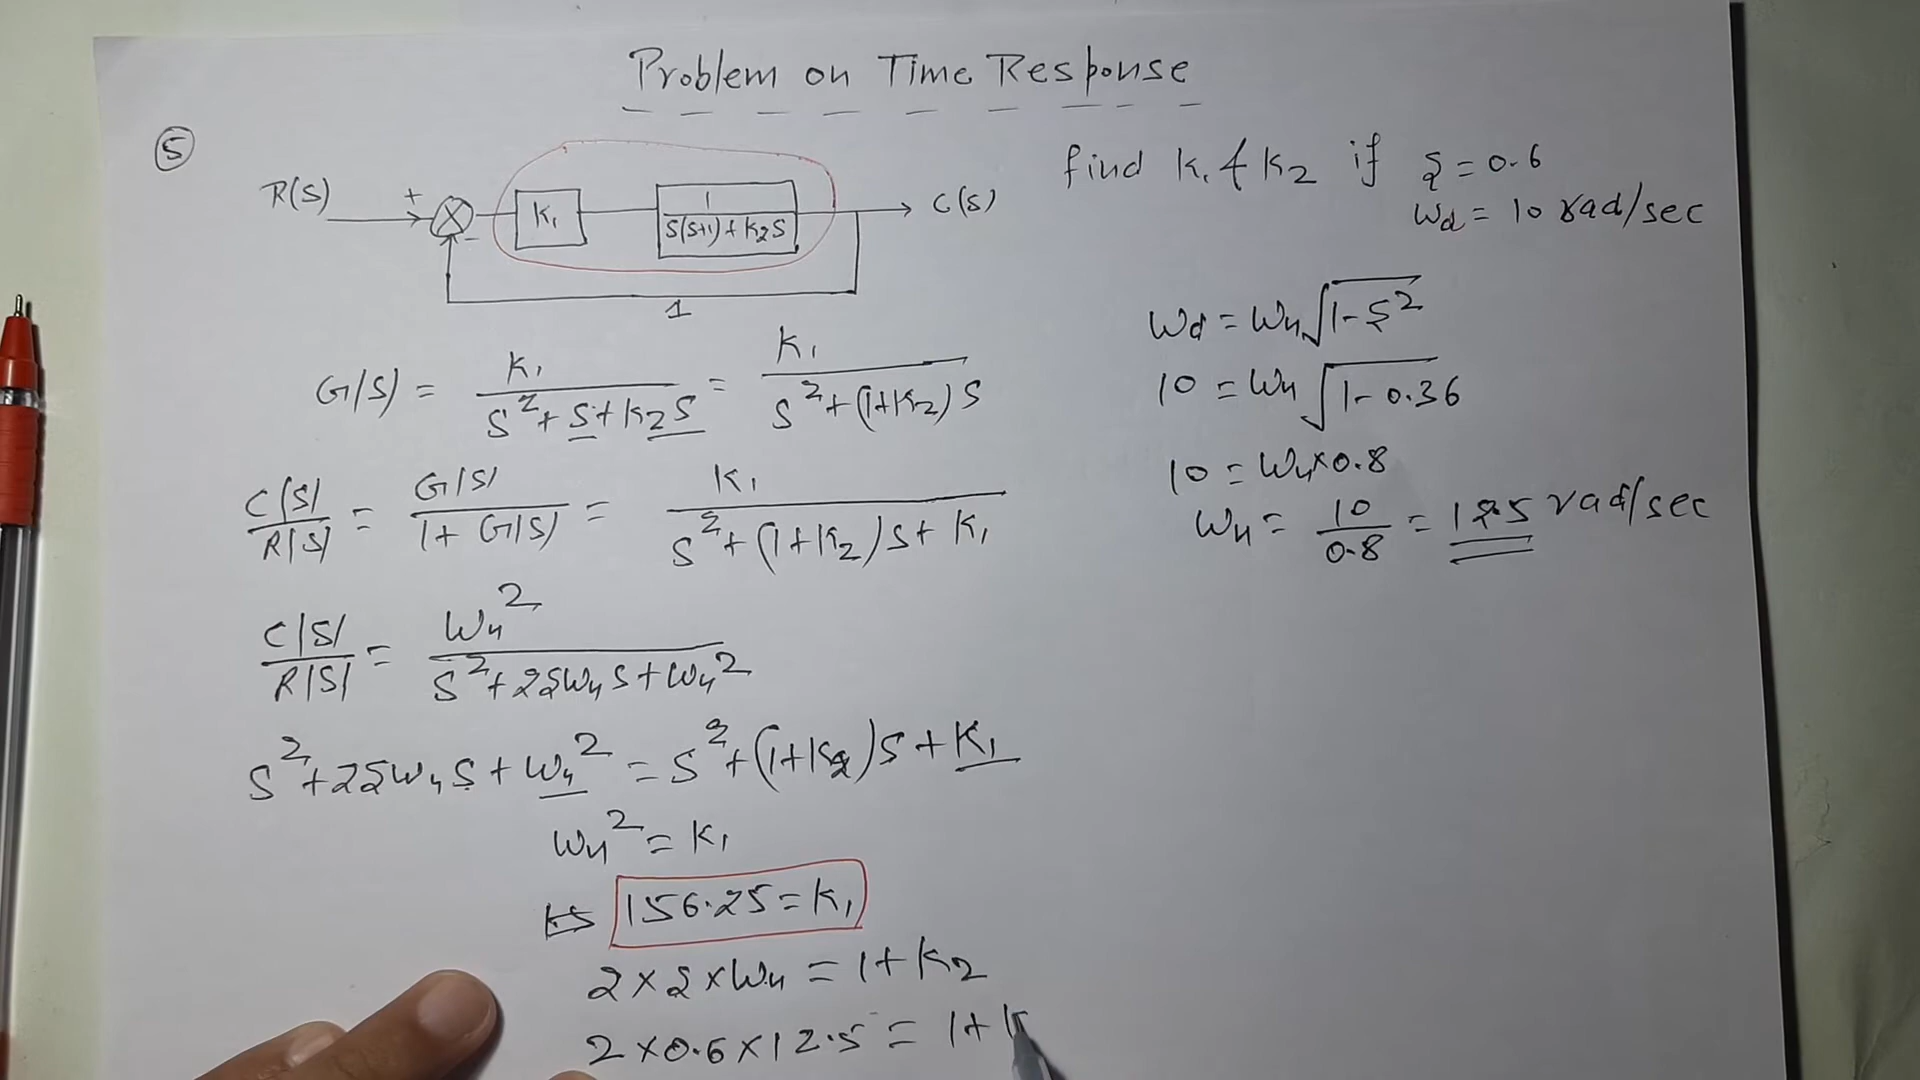 Problem on Time Response
5
R(s) + - K₁ 1/(s(s+1)+K₂s) C(s)
1
find K₁ & K₂ if ξ = 0.6
ωd = 10 rad/sec
G(s) = K₁/(s²+s+K₂s) = K₁/(s²+(1+K₂)s)
C(s)/R(s) = G(s)/(1+G(s)) = K₁/(s²+(1+K₂)s+K₁)
C(s)/R(s) = ωn²/(s²+2ξωns+ωn²)
s²+2ξωns+ωn² = s²+(1+K₂)s+K₁
ωn² = K₁
156.25 = K₁
2×ξ×ωn = 1+K₂
2×0.6×12.5 = 1+K
ωd = ωn√(1-ξ²)
10 = ωn√(1-0.36)
10 = ωn×0.8
ωn = 10/0.8 = 12.5 rad/sec